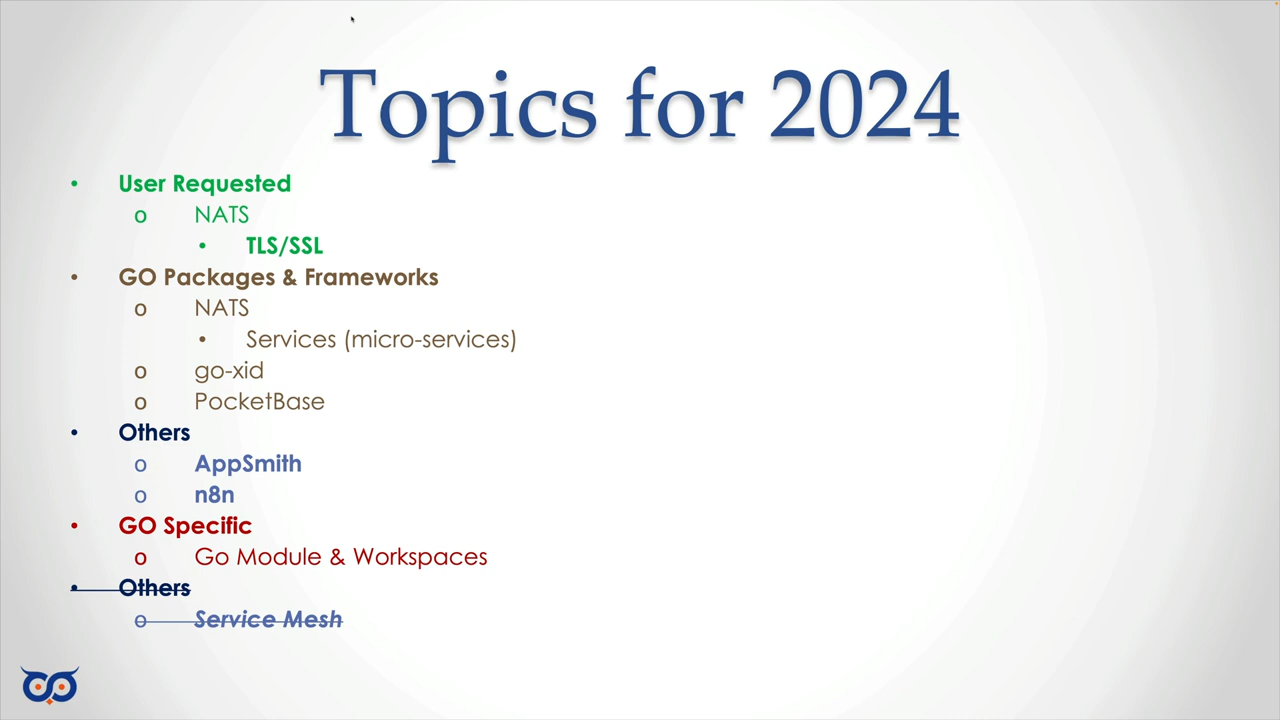 Topics for 2024
• User Requested
o NATS
• TLS/SSL
• GO Packages & Frameworks
o NATS
• Services (micro-services)
o go-xid
o PocketBase
• Others
o AppSmith
o n8n
• GO Specific
o Go Module & Workspaces
• Others
o Service Mesh